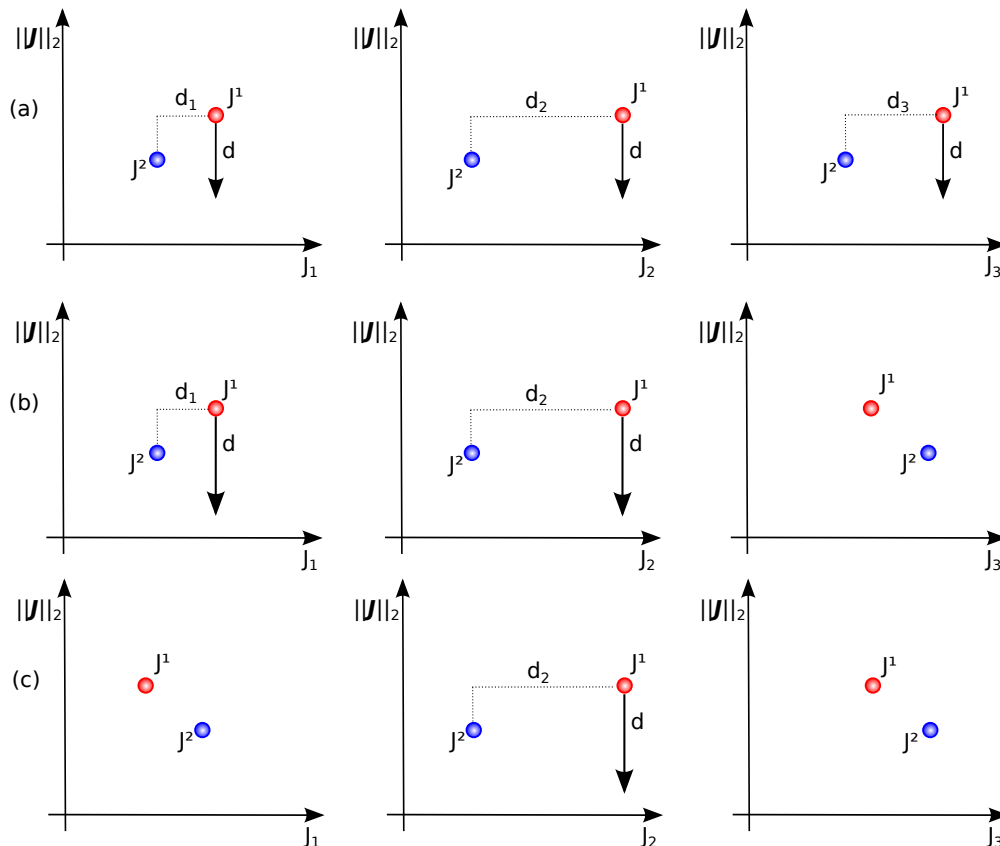 ||J||₂ ||J||₂ ||J||₂
(a) d₁ J¹ d₂ J¹ d₃ J¹
J² d J² d J² d
J₁ J₂ J₃
||J||₂ ||J||₂ ||J||₂
(b) d₁ J¹ d₂ J¹ J¹
J² d J² d J²
J₁ J₂ J₃
||J||₂ ||J||₂ ||J||₂
(c) J¹ d₂ J¹ J¹
J² J² d J²
J₁ J₂ J₃